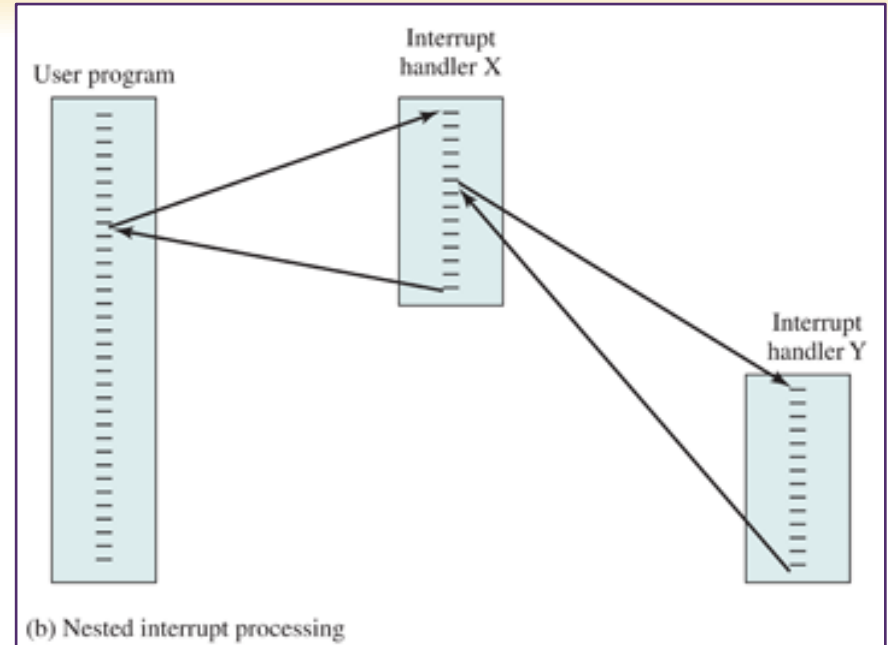 User program
Interrupt
handler X
Interrupt
handler Y
(b) Nested interrupt processing